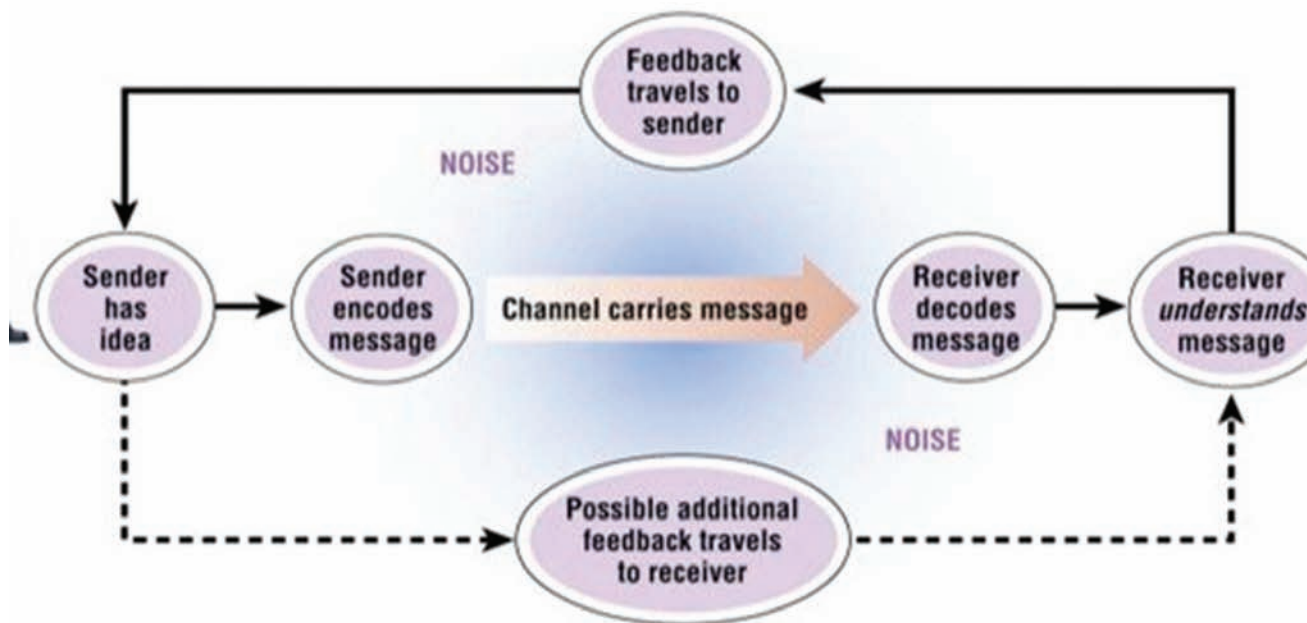 Feedback
travels to
sender
NOISE
Sender
has
idea
Sender
encodes
message
Channel carries message
Receiver
decodes
message
Receiver
understands
message
NOISE
Possible additional
feedback travels
to receiver